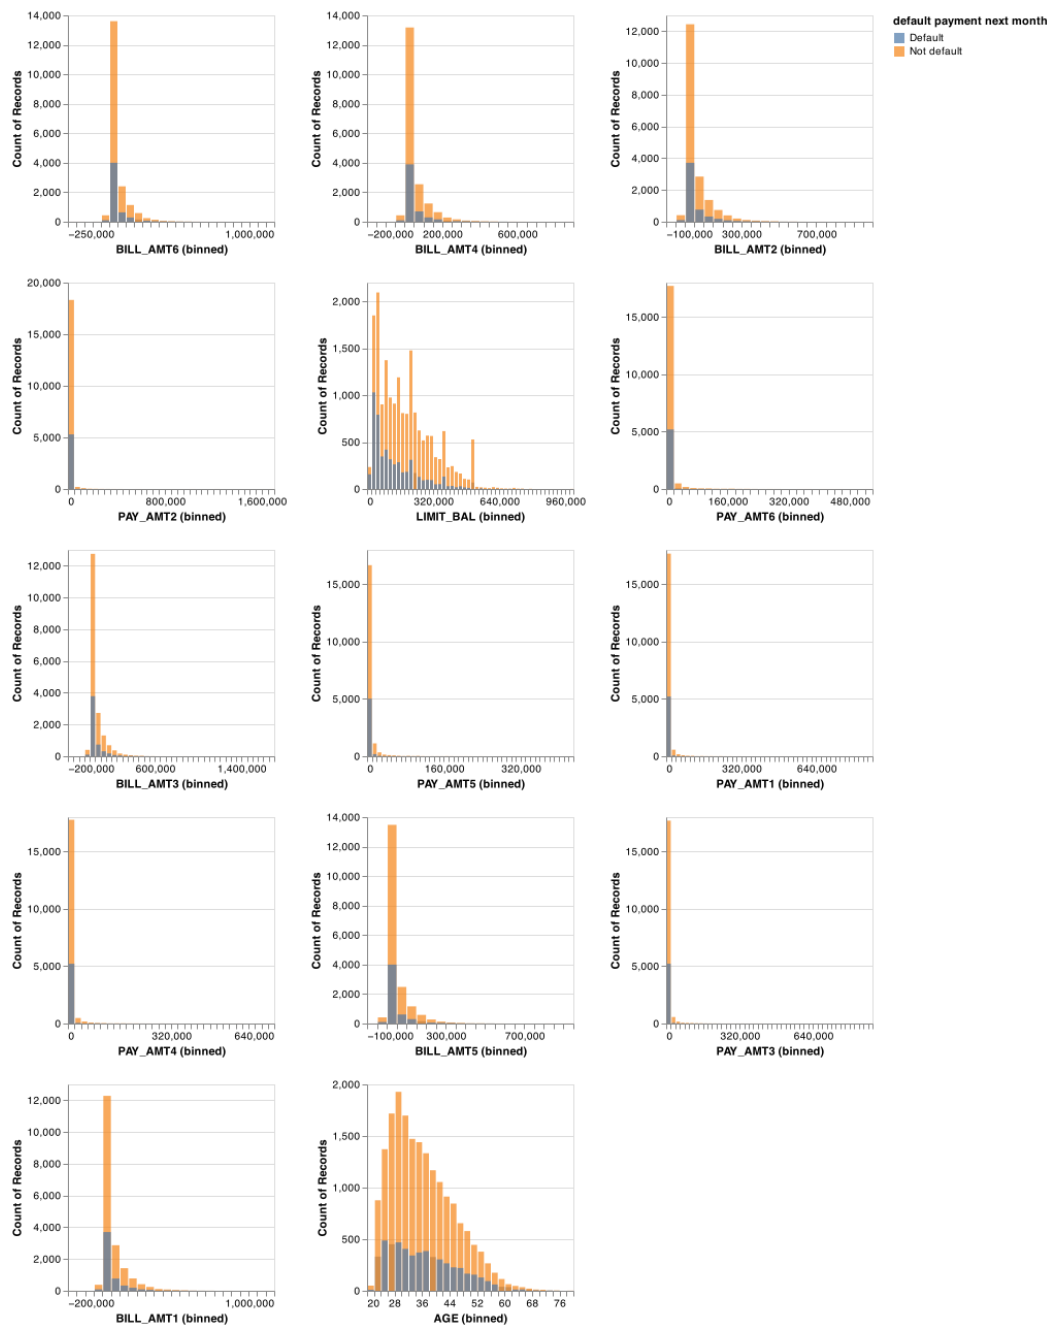 default payment next month
Default
Not default
14,000
12,000
10,000
8,000
6,000
4,000
2,000
0
Count of Records
−250,000 1,000,000
BILL_AMT6 (binned)
14,000
12,000
10,000
8,000
6,000
4,000
2,000
0
Count of Records
−200,000 200,000 600,000
BILL_AMT4 (binned)
12,000
10,000
8,000
6,000
4,000
2,000
0
Count of Records
−100,000 300,000 700,000
BILL_AMT2 (binned)
20,000
15,000
10,000
5,000
0
Count of Records
0 800,000 1,600,000
PAY_AMT2 (binned)
2,000
1,500
1,000
500
0
Count of Records
0 320,000 640,000 960,000
LIMIT_BAL (binned)
15,000
10,000
5,000
0
Count of Records
0 160,000 320,000 480,000
PAY_AMT6 (binned)
12,000
10,000
8,000
6,000
4,000
2,000
0
Count of Records
−200,000 600,000 1,400,000
BILL_AMT3 (binned)
15,000
10,000
5,000
0
Count of Records
0 160,000 320,000
PAY_AMT5 (binned)
15,000
10,000
5,000
0
Count of Records
0 320,000 640,000
PAY_AMT1 (binned)
15,000
10,000
5,000
0
Count of Records
0 320,000 640,000
PAY_AMT4 (binned)
14,000
12,000
10,000
8,000
6,000
4,000
2,000
0
Count of Records
−100,000 300,000 700,000
BILL_AMT5 (binned)
15,000
10,000
5,000
0
Count of Records
0 320,000 640,000
PAY_AMT3 (binned)
12,000
10,000
8,000
6,000
4,000
2,000
0
Count of Records
−200,000 1,000,000
BILL_AMT1 (binned)
2,000
1,500
1,000
500
0
Count of Records
20 28 36 44 52 60 68 76
AGE (binned)